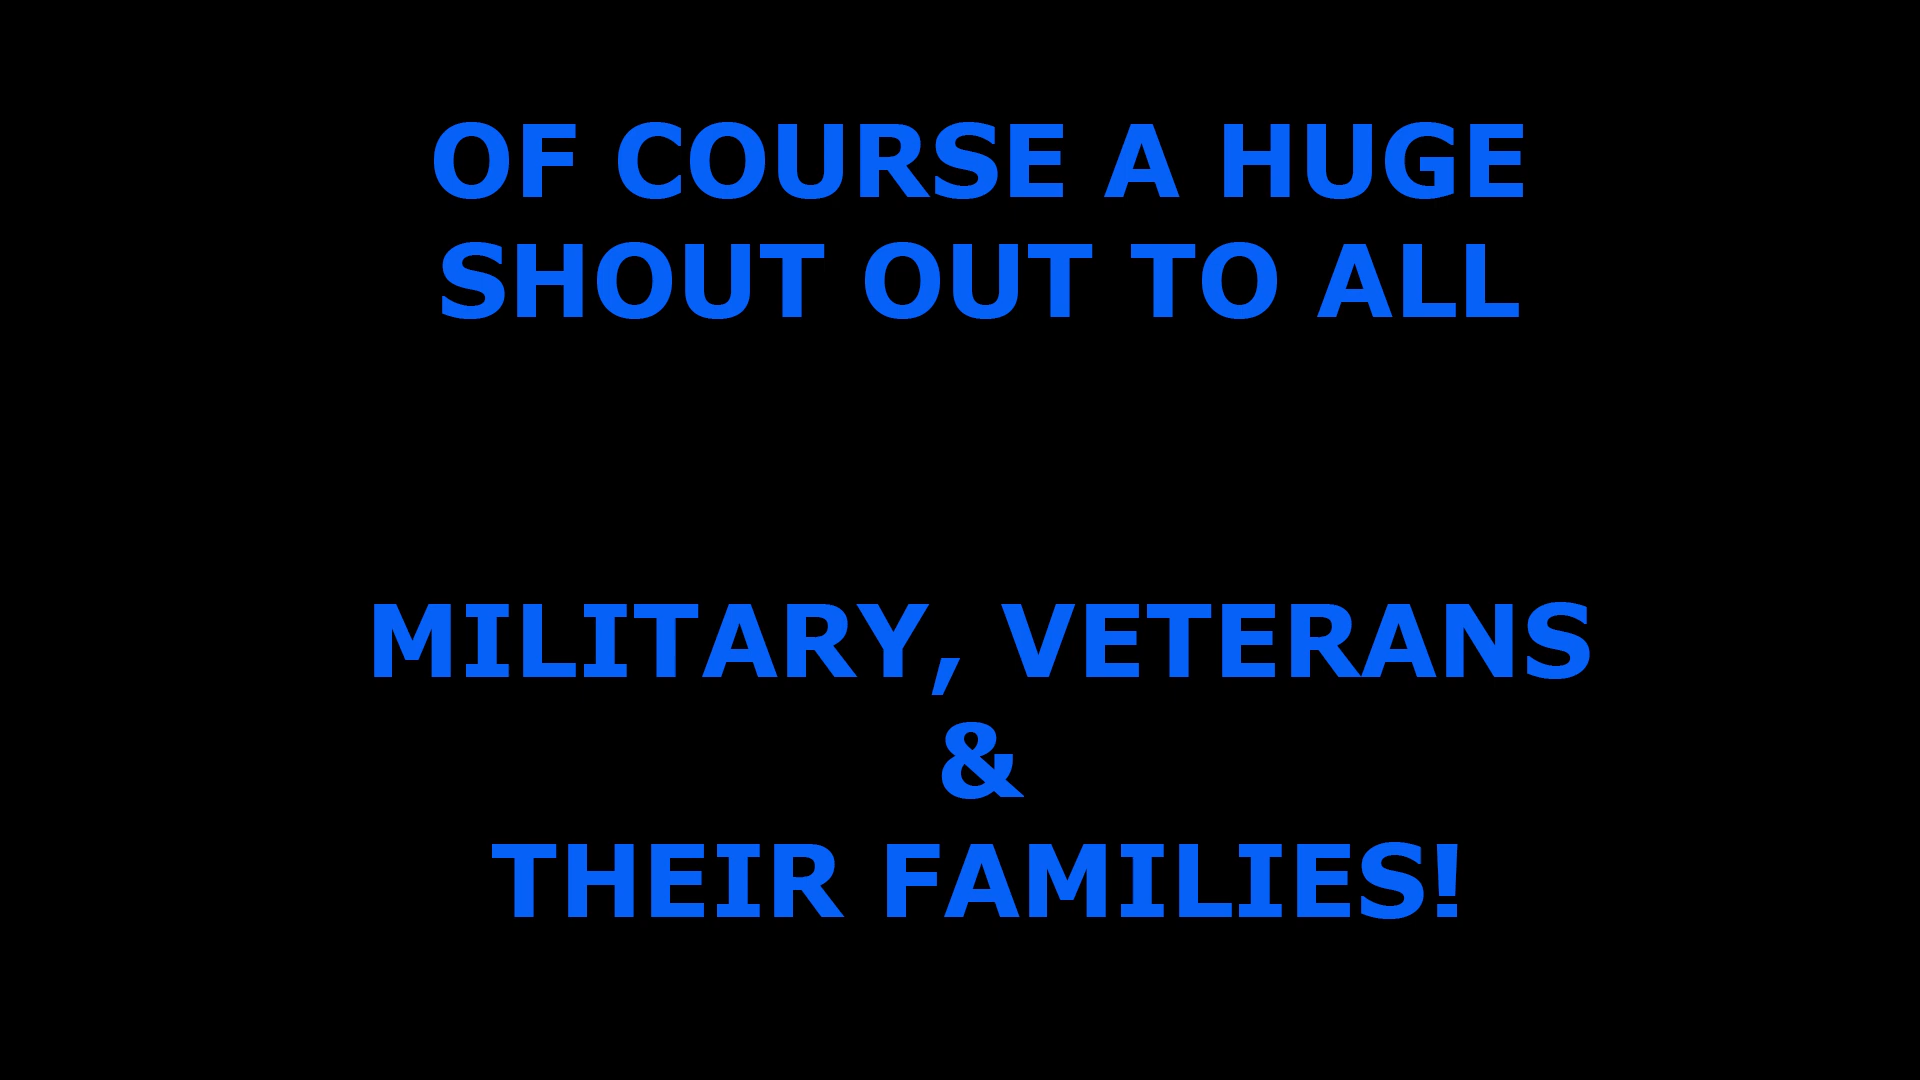 OF COURSE A HUGE
SHOUT OUT TO ALL
MILITARY, VETERANS
&
THEIR FAMILIES!